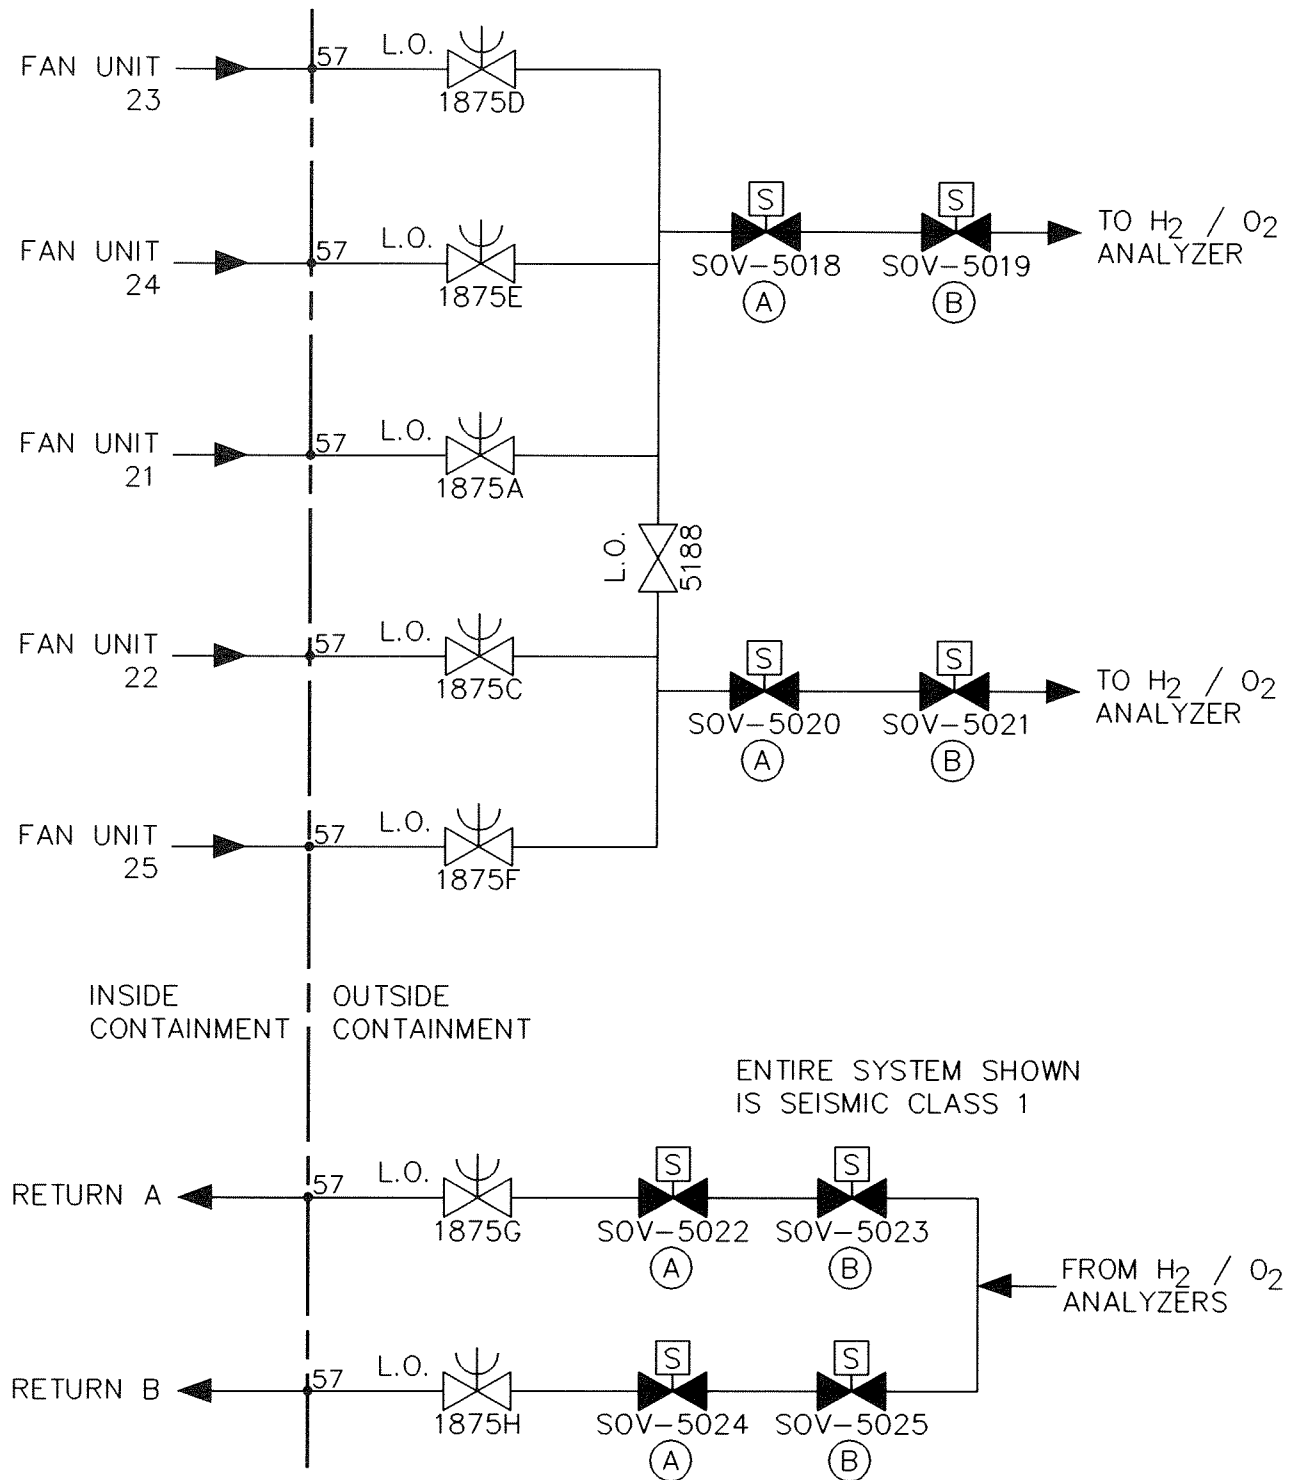 FAN UNIT
23
57
L.O.
1875D
FAN UNIT
24
57
L.O.
1875E
S
S
SOV-5018
SOV-5019
A
B
TO H2 / O2
ANALYZER
FAN UNIT
21
57
L.O.
1875A
L.O.
5188
FAN UNIT
22
57
L.O.
1875C
S
S
SOV-5020
SOV-5021
A
B
TO H2 / O2
ANALYZER
FAN UNIT
25
57
L.O.
1875F
INSIDE
CONTAINMENT
OUTSIDE
CONTAINMENT
ENTIRE SYSTEM SHOWN
IS SEISMIC CLASS 1
RETURN A
57
L.O.
1875G
S
S
SOV-5022
SOV-5023
A
B
FROM H2 / O2
ANALYZERS
RETURN B
57
L.O.
1875H
S
S
SOV-5024
SOV-5025
A
B